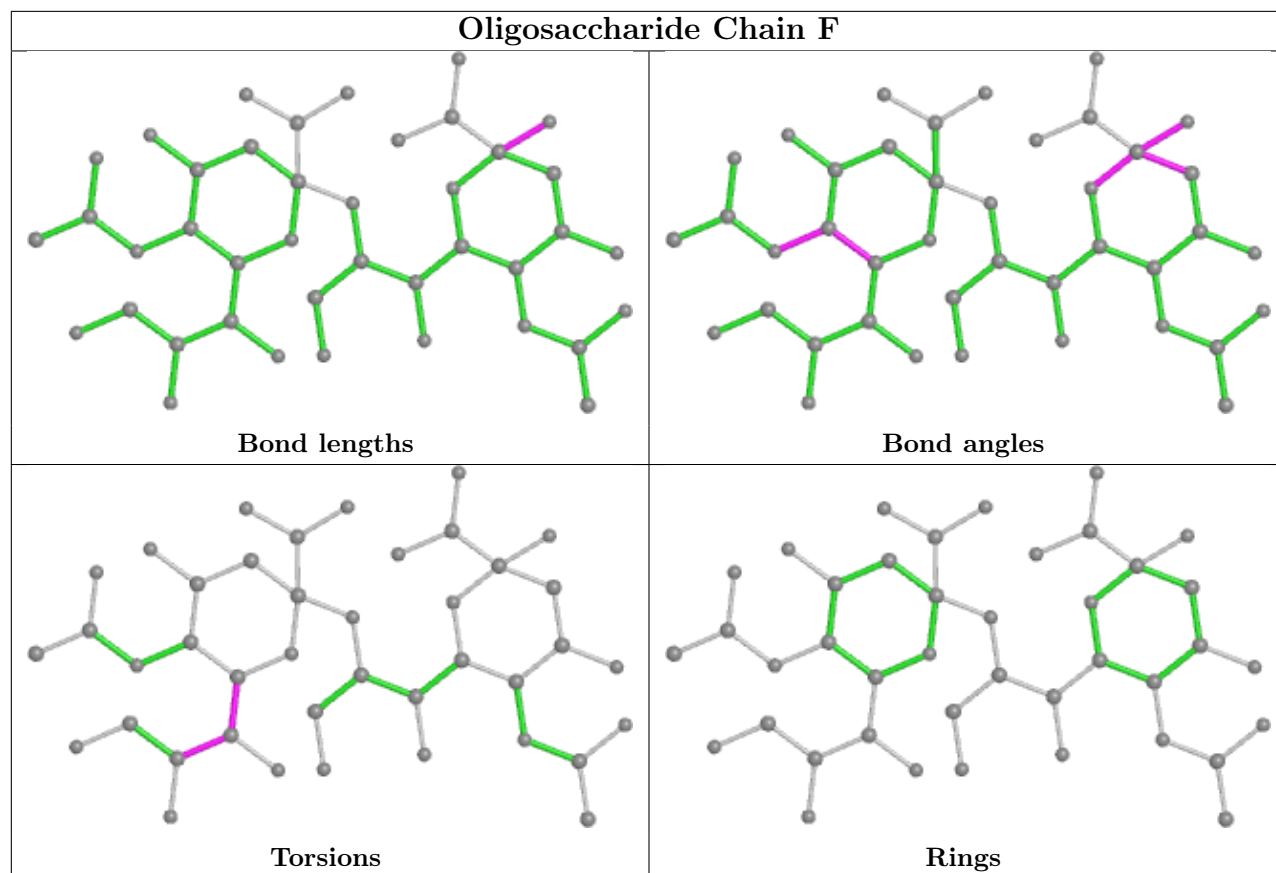 Oligosaccharide Chain F
Bond lengths
Bond angles
Torsions
Rings